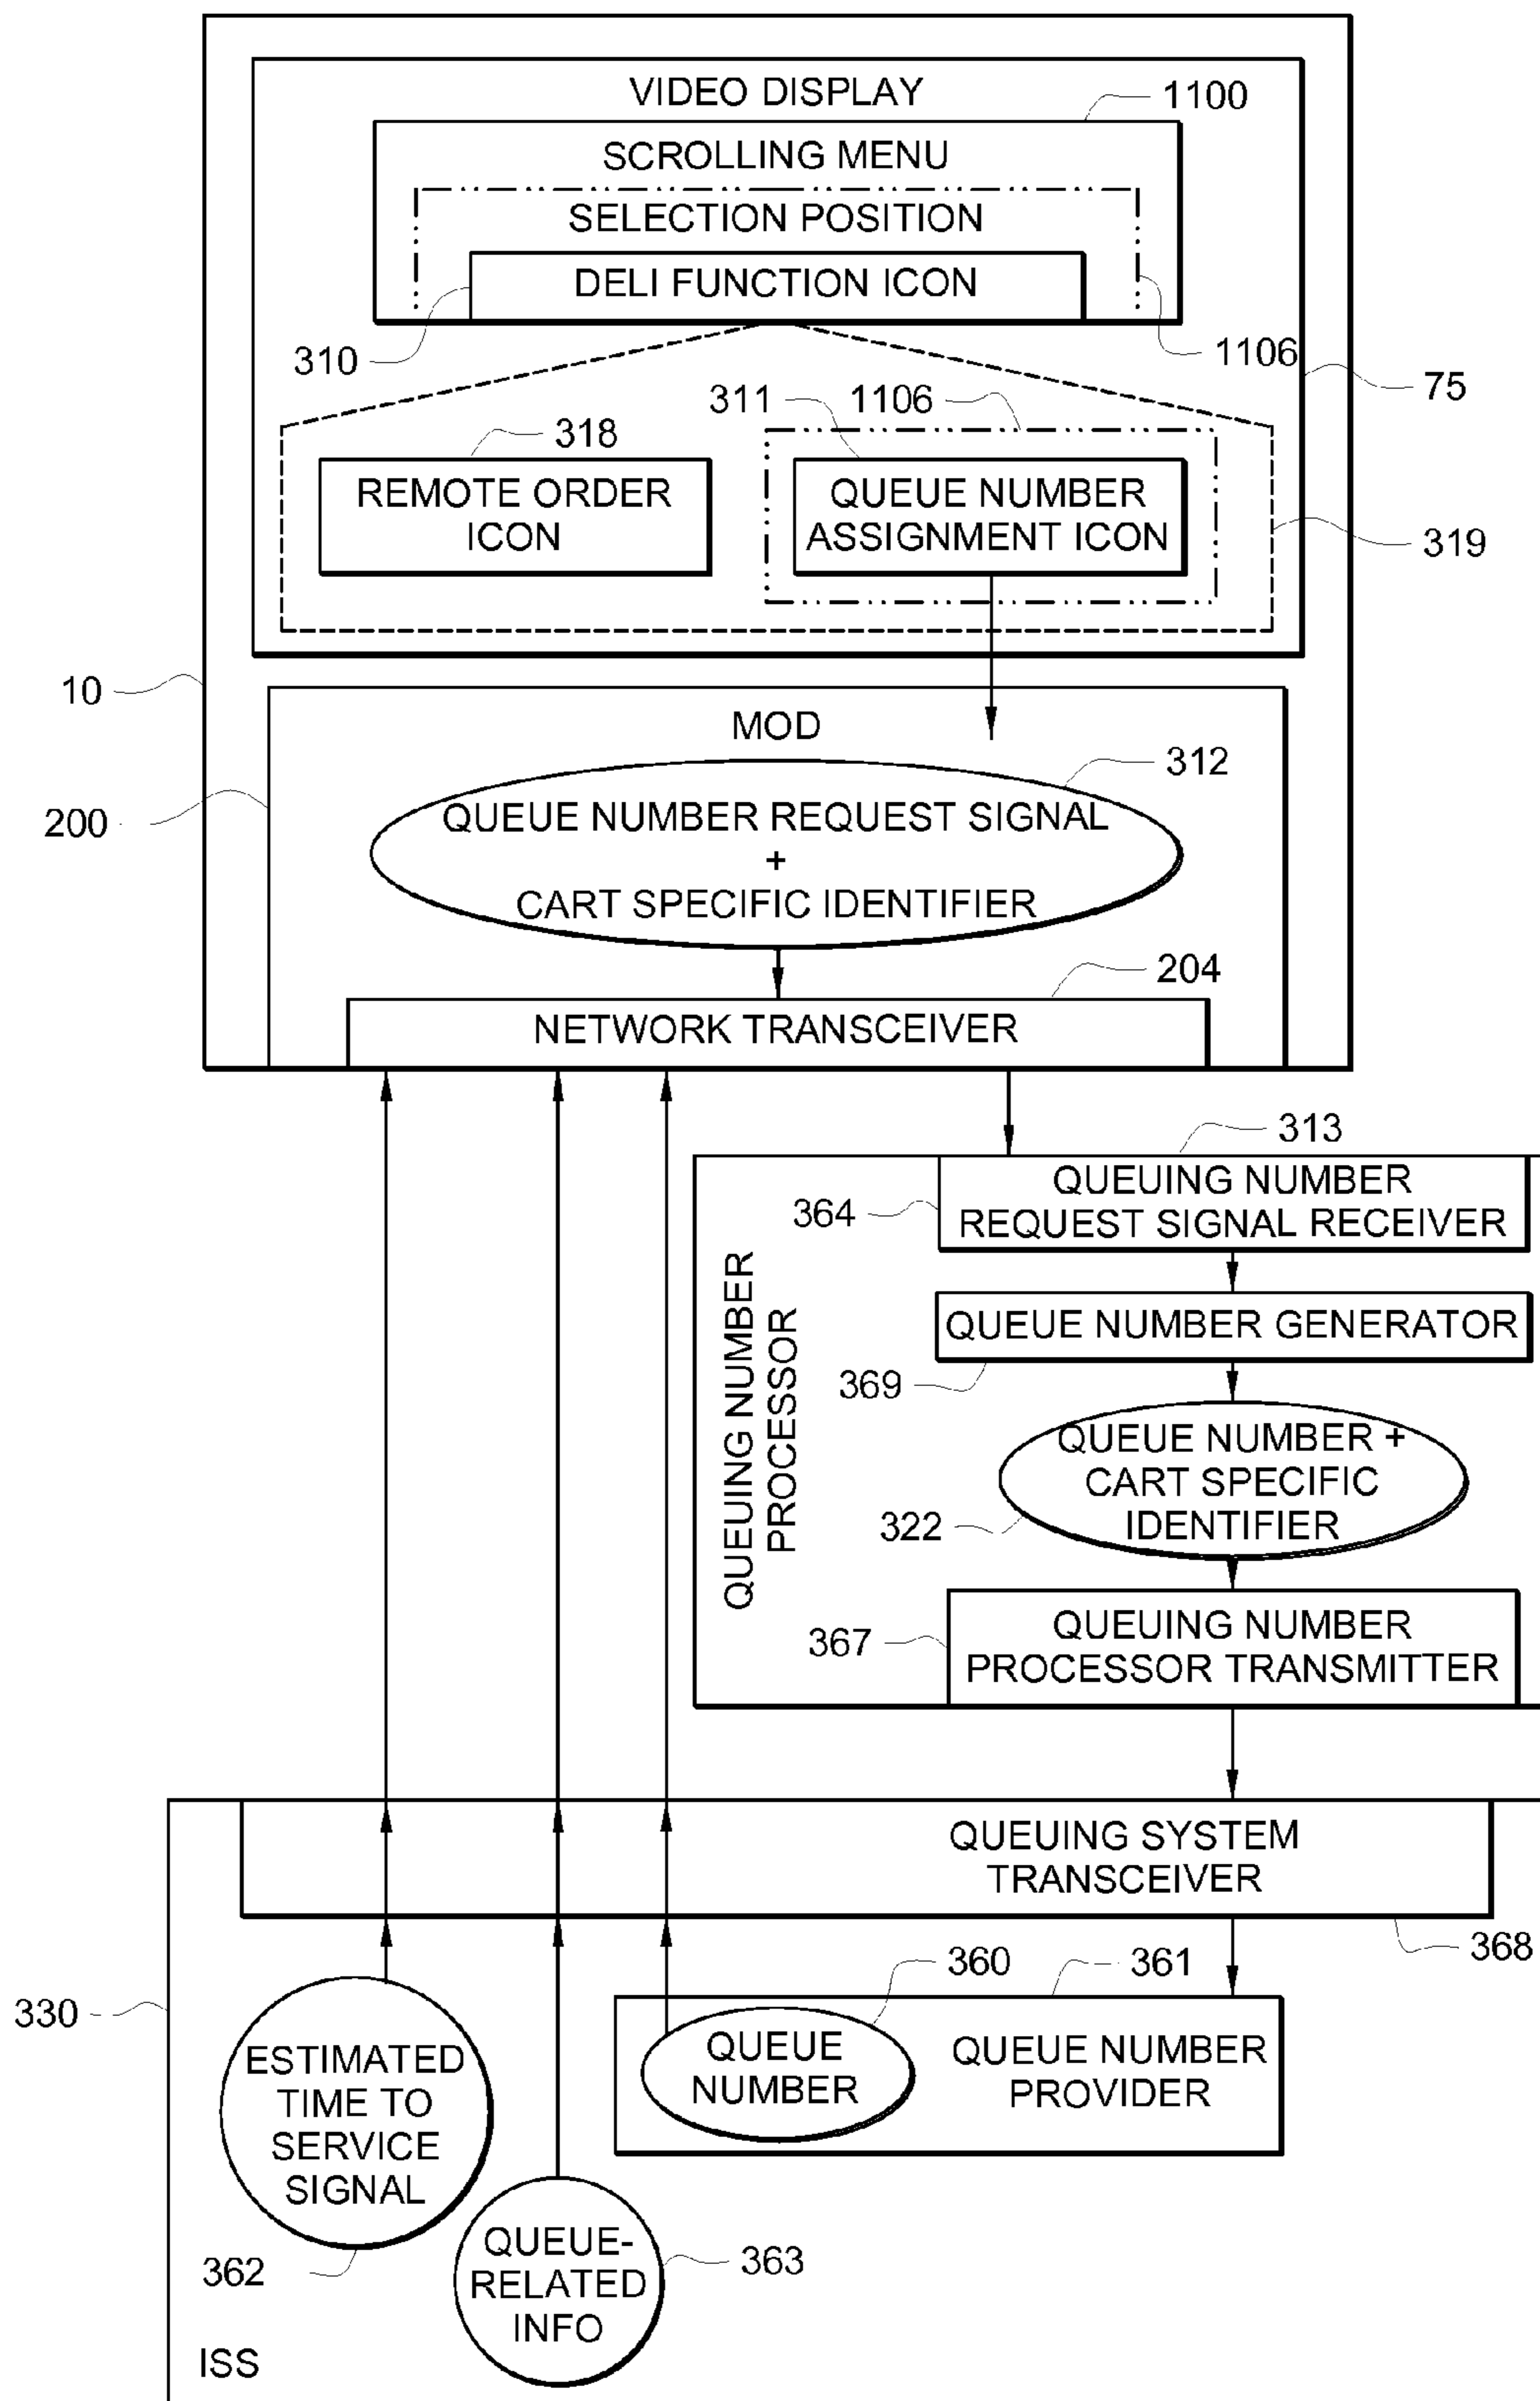 VIDEO DISPLAY
1100
SCROLLING MENU
SELECTION POSITION
DELI FUNCTION ICON
310
1106
75
311
1106
318
REMOTE ORDER
ICON
QUEUE NUMBER
ASSIGNMENT ICON
319
10
MOD
312
200
QUEUE NUMBER REQUEST SIGNAL
+
CART SPECIFIC IDENTIFIER
204
NETWORK TRANSCEIVER
313
364
QUEUING NUMBER
REQUEST SIGNAL RECEIVER
QUEUING NUMBER
PROCESSOR
QUEUE NUMBER GENERATOR
369
QUEUE NUMBER +
CART SPECIFIC
IDENTIFIER
322
367
QUEUING NUMBER
PROCESSOR TRANSMITTER
QUEUING SYSTEM
TRANSCEIVER
368
360
361
330
QUEUE
NUMBER
QUEUE NUMBER
PROVIDER
ESTIMATED
TIME TO
SERVICE
SIGNAL
362
QUEUE-
RELATED
INFO
363
ISS